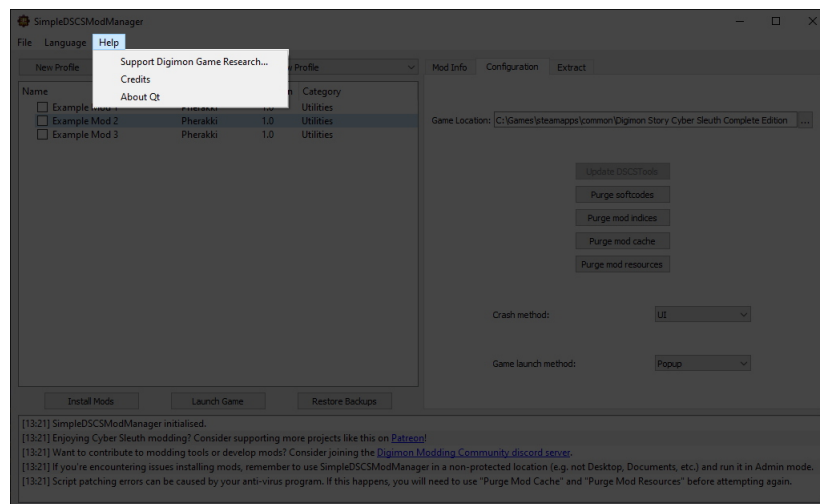 SimpleDSCSModManager
File Language Help
Support Digimon Game Research...
Credits
About Qt
New Profile
Profile
Mod Info Configuration Extract
Name Category
Example Mod 1 Pherakki 1.0 Utilities
Example Mod 2 Pherakki 1.0 Utilities
Example Mod 3 Pherakki 1.0 Utilities
Game Location: C:\Games\steamapps\common\Digimon Story Cyber Sleuth Complete Edition ...
Update DSCSTools
Purge softcodes
Purge mod indices
Purge mod cache
Purge mod resources
Crash method: UI
Game launch method: Popup
Install Mods Launch Game Restore Backups
[13:21] SimpleDSCSModManager initialised.
[13:21] Enjoying Cyber Sleuth modding? Consider supporting more projects like this on Patreon!
[13:21] Want to contribute to modding tools or develop mods? Consider joining the Digimon Modding Community discord server.
[13:21] If you're encountering issues installing mods, remember to use SimpleDSCSModManager in a non-protected location (e.g. not Desktop, Documents, etc.) and run it in Admin mode.
[13:21] Script patching errors can be caused by your anti-virus program. If this happens, you will need to use "Purge Mod Cache" and "Purge Mod Resources" before attempting again.